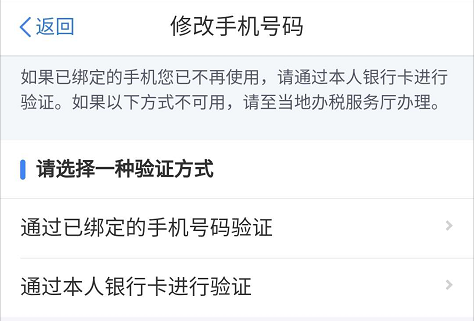 返回
修改手机号码
如果已绑定的手机您已不再使用，请通过本人银行卡进行
验证。如果以下方式不可用，请至当地办税服务厅办理。
请选择一种验证方式
通过已绑定的手机号码验证
通过本人银行卡进行验证